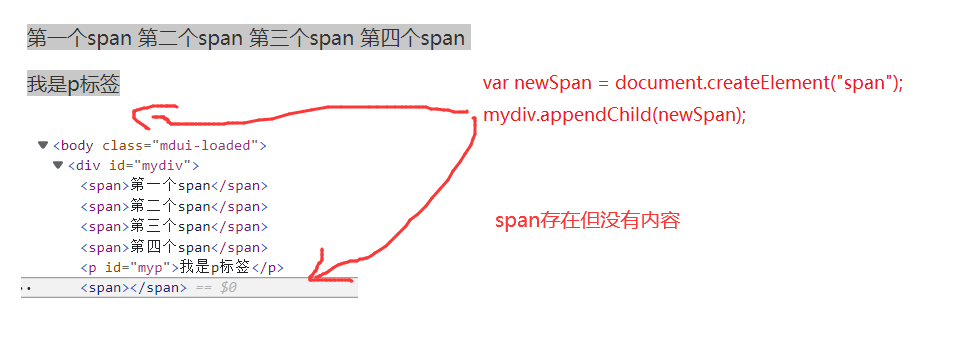 第一个span 第二个span 第三个span 第四个span
我是p标签
var newSpan = document.createElement("span");
mydiv.appendChild(newSpan);
<body class="mdui-loaded">
<div id="mydiv">
<span>第一个span</span>
<span>第二个span</span>
<span>第三个span</span>
<span>第四个span</span>
<p id="myp">我是p标签</p>
<span></span> == $0
span存在但没有内容